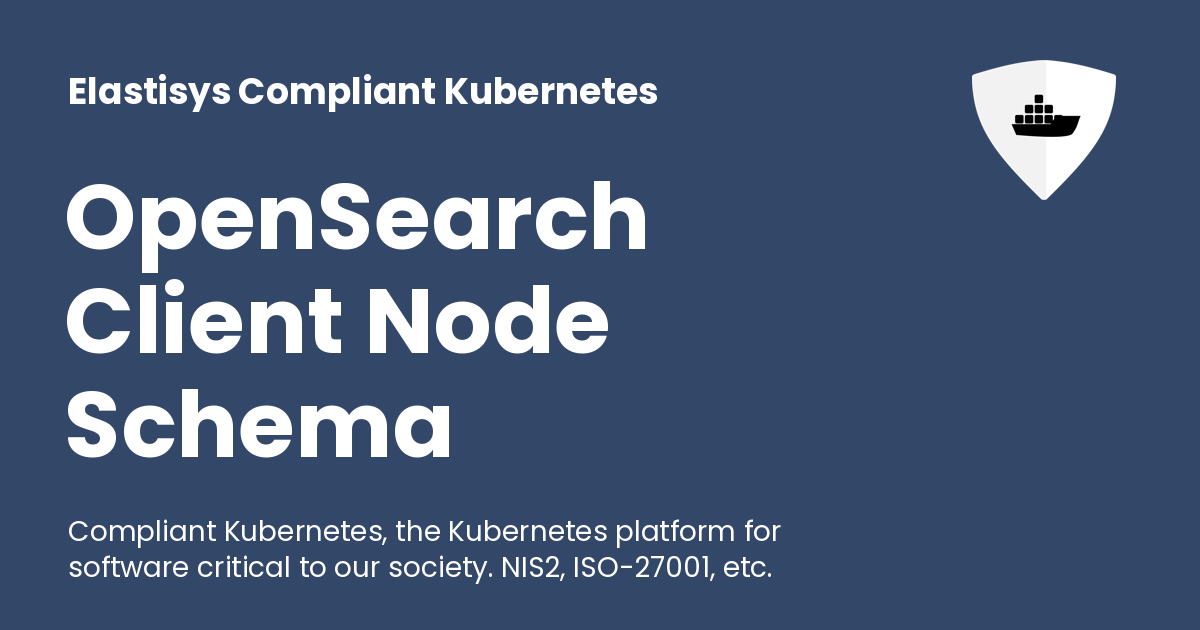 Elastisys Compliant Kubernetes
OpenSearch
Client Node
Schema
Compliant Kubernetes, the Kubernetes platform for
software critical to our society. NIS2, ISO-27001, etc.